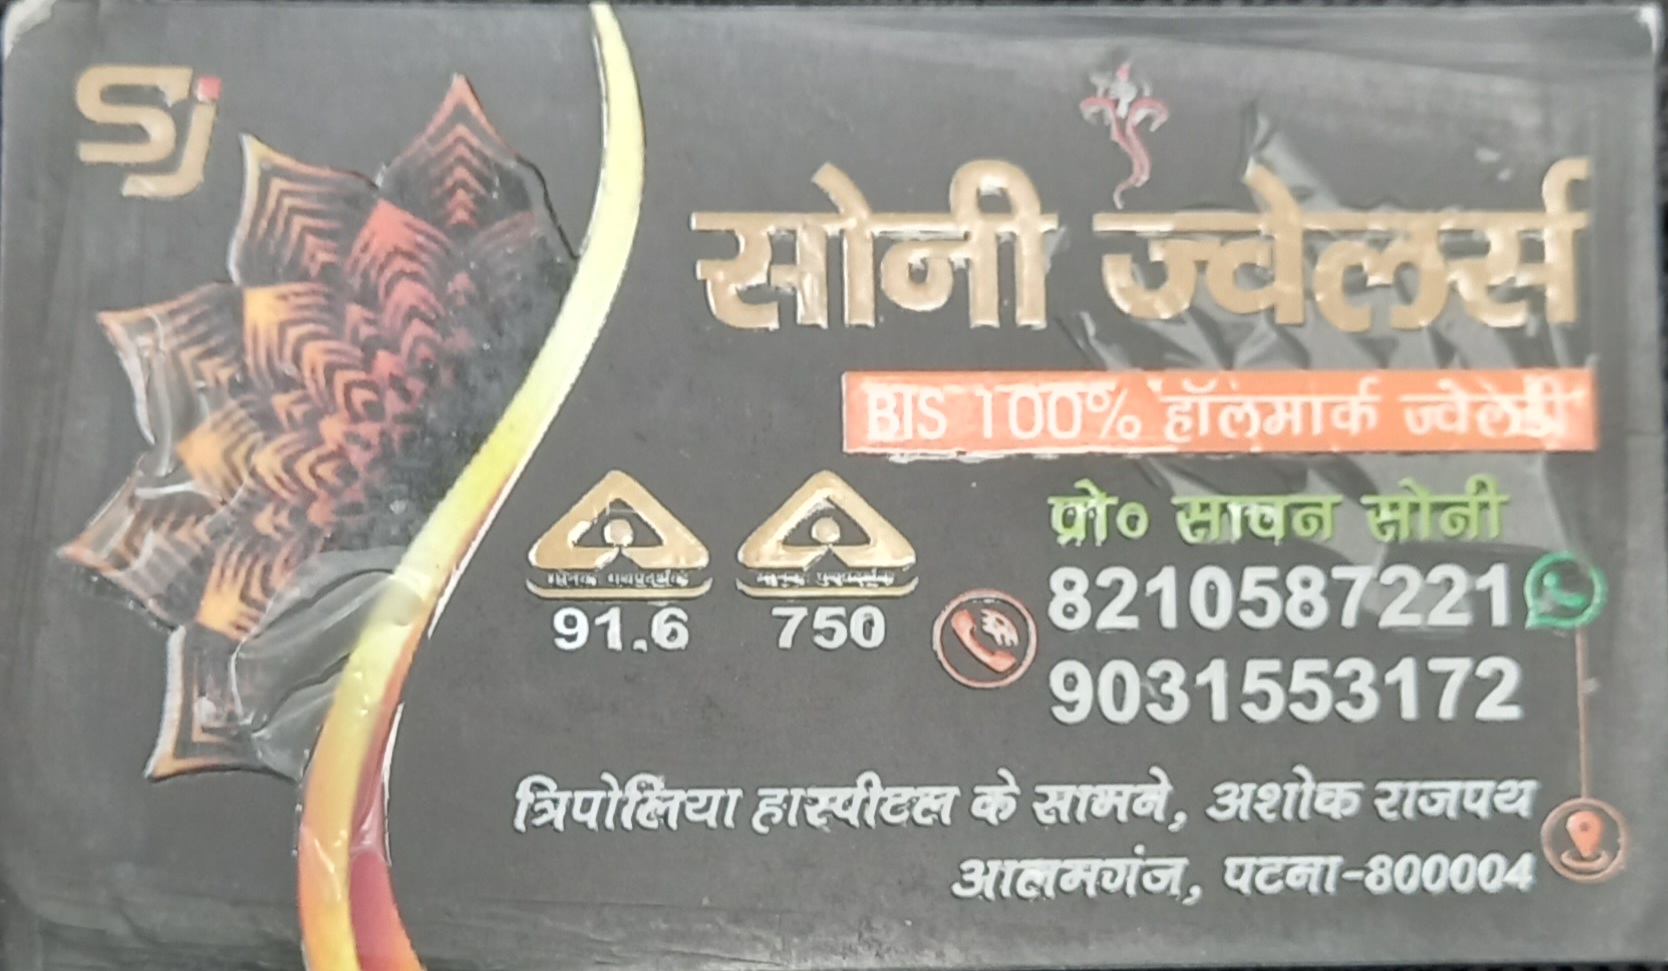 Sj
सोनी ज्वेलर्स
BIS 100% हॉलमार्क ज्वेलेरी
प्रो० सावन सोनी
91.6 750
8210587221
9031553172
त्रिपोलिया हास्पीटल के सामने, अशोक राजपथ
आलमगंज, पटना-800004